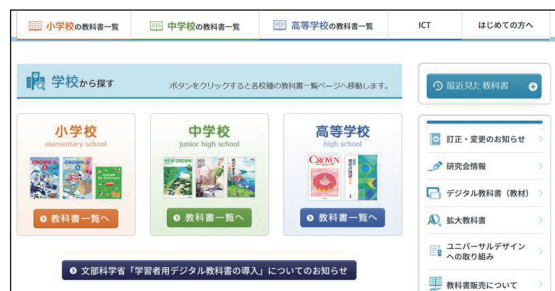 小学校の教科書一覧
中学校の教科書一覧
高等学校の教科書一覧
ICT
はじめての方へ
学校から探す
ボタンをクリックすると各校種の教科書一覧ページへ移動します。
小学校
elementary school
CROWN Jr.
CROWN Jr.
教科書一覧へ
中学校
junior high school
NEW CROWN
教科書一覧へ
高等学校
high school
CROWN
教科書一覧へ
文部科学省「学習者用デジタル教科書の導入」についてのお知らせ
最近見た教科書
訂正・変更のお知らせ
研究会情報
デジタル教科書（教材）
拡大教科書
ユニバーサルデザイン
への取り組み
教科書販売について